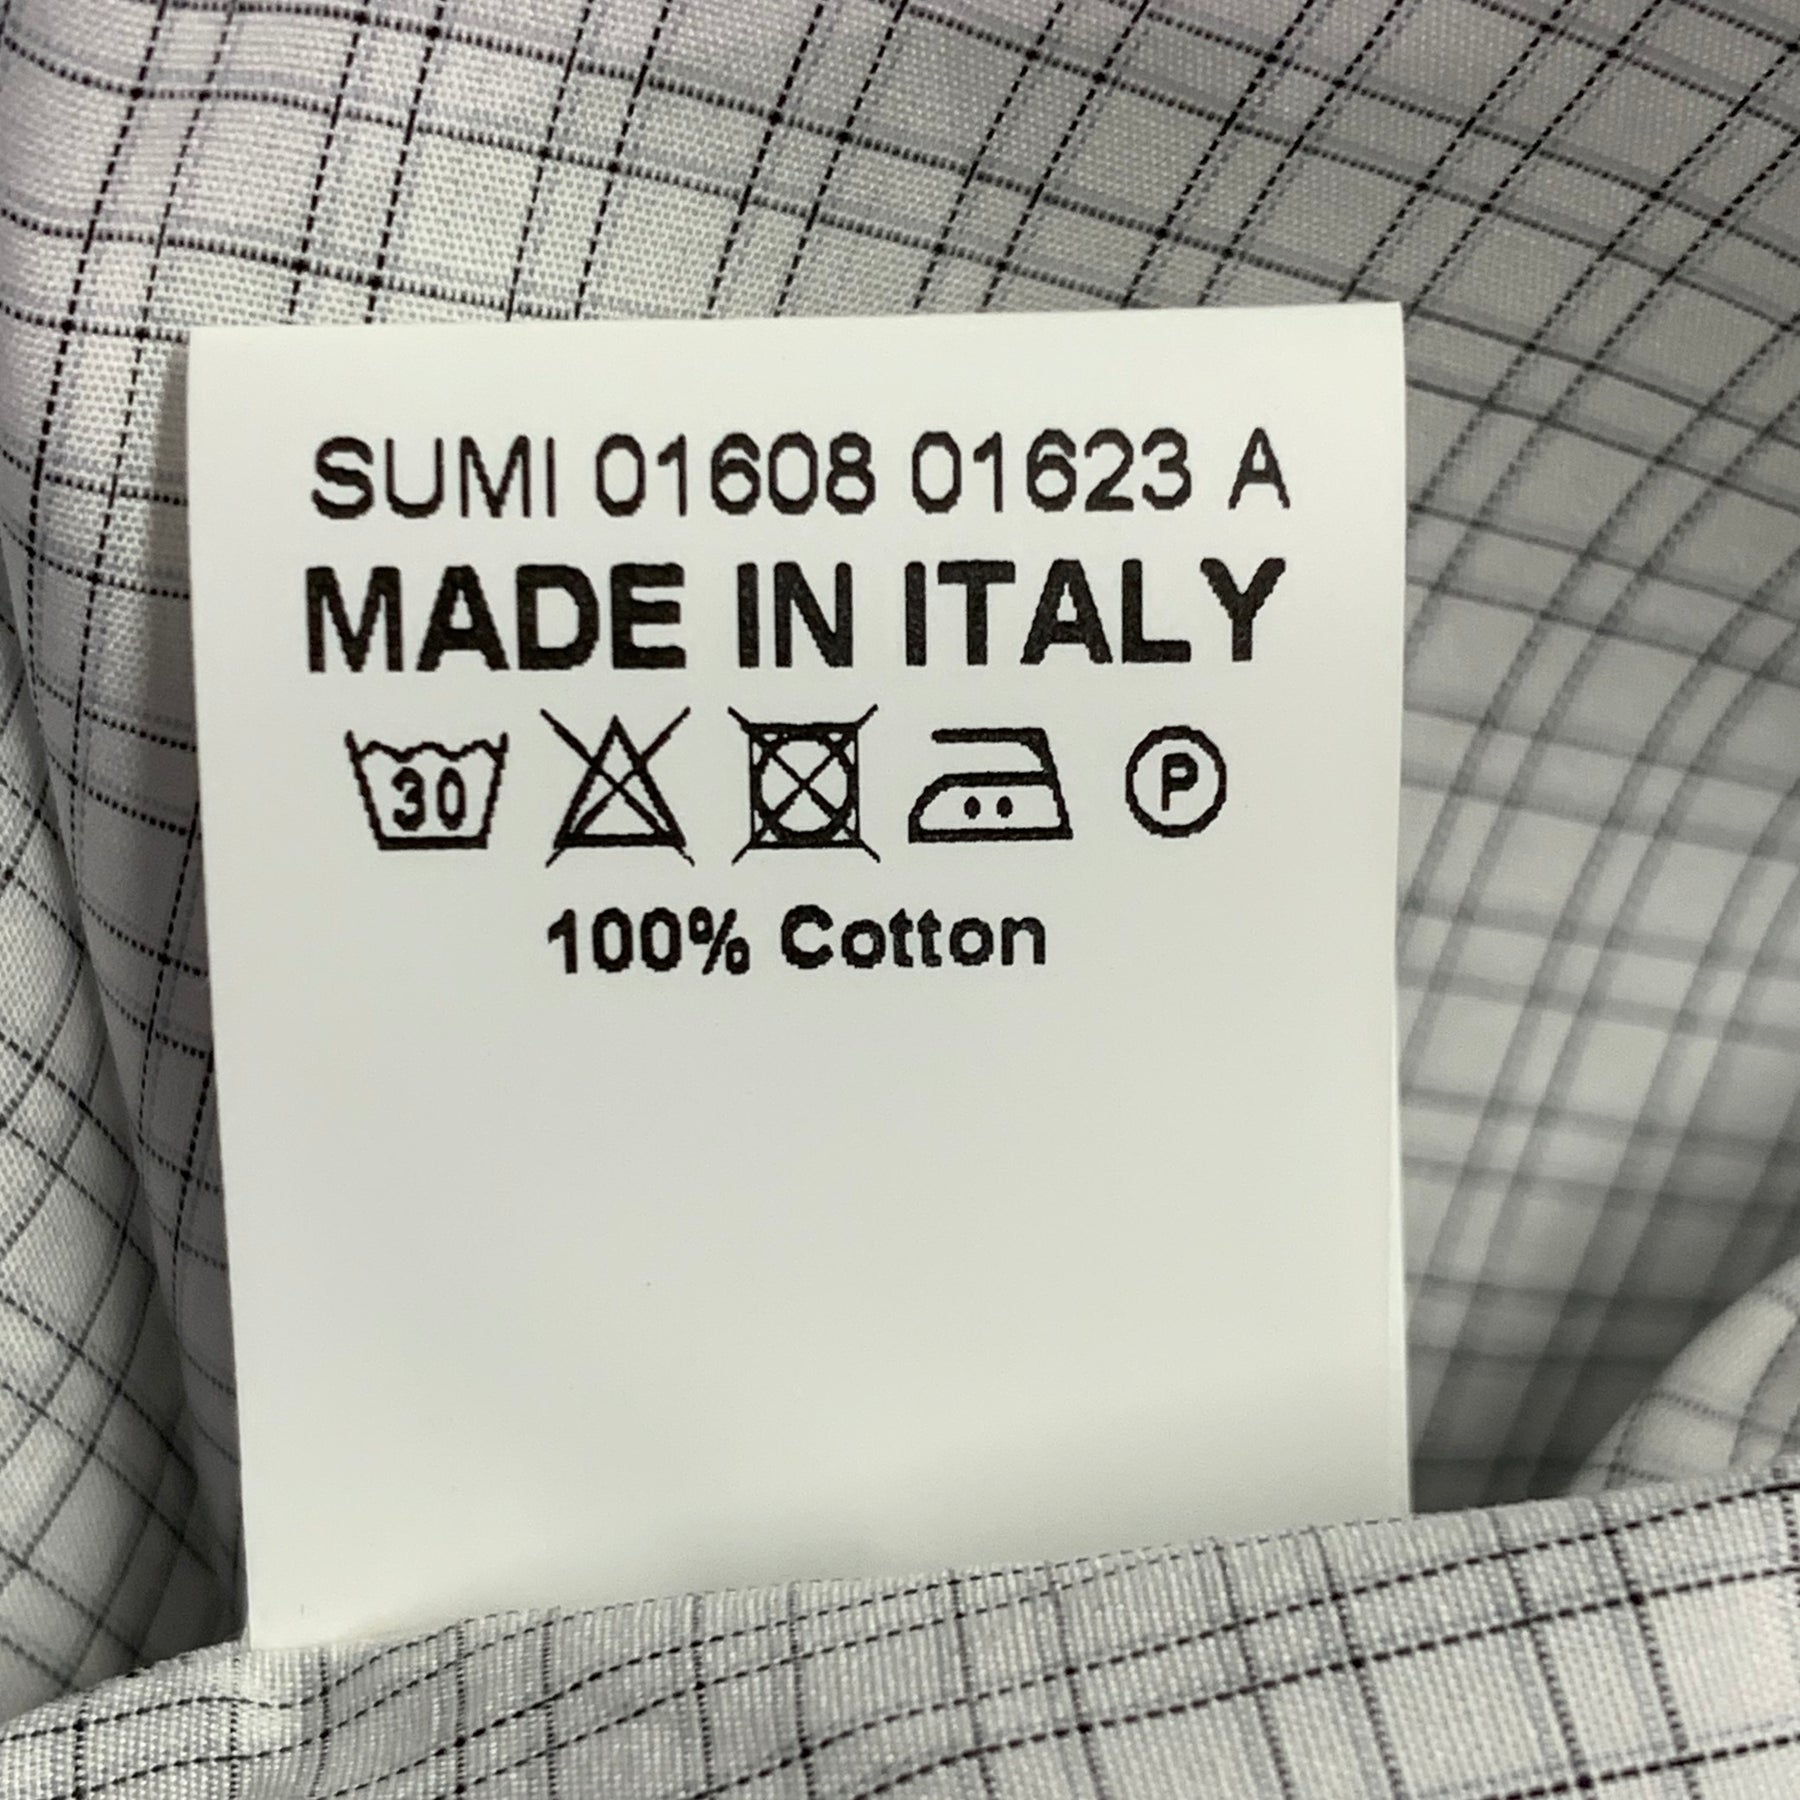 SUMI 01608 01623 A
MADE IN ITALY
30 P
100% Cotton